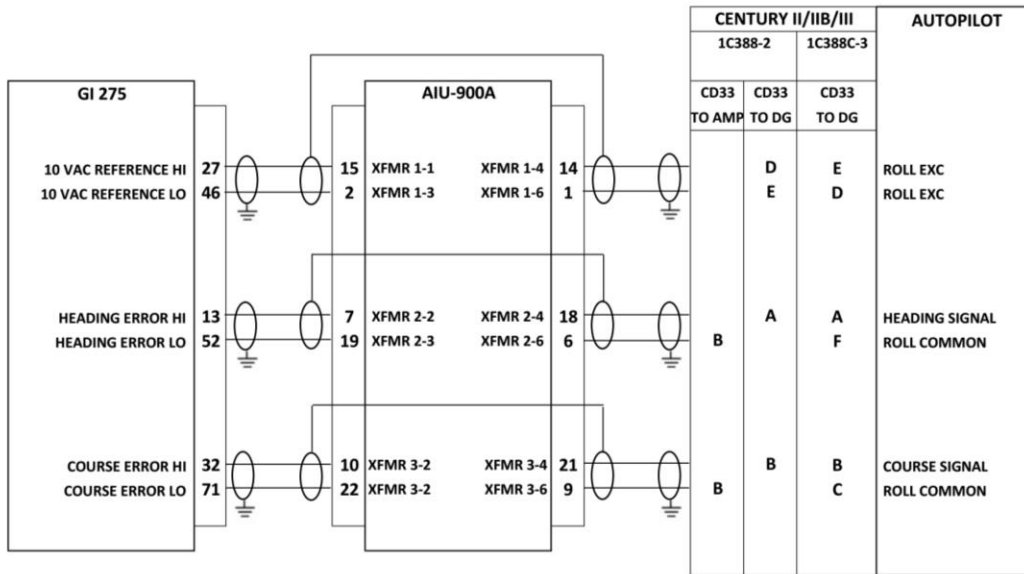 CENTURY II/IIB/III AUTOPILOT
1C388-2 1C388C-3
GI 275 AIU-900A CD33 CD33 CD33
TO AMP TO DG TO DG
10 VAC REFERENCE HI 27 15 XFMR 1-1 XFMR 1-4 14 D E ROLL EXC
10 VAC REFERENCE LO 46 2 XFMR 1-3 XFMR 1-6 1 E D ROLL EXC
HEADING ERROR HI 13 7 XFMR 2-2 XFMR 2-4 18 A A HEADING SIGNAL
HEADING ERROR LO 52 19 XFMR 2-3 XFMR 2-6 6 B F ROLL COMMON
COURSE ERROR HI 32 10 XFMR 3-2 XFMR 3-4 21 B B COURSE SIGNAL
COURSE ERROR LO 71 22 XFMR 3-2 XFMR 3-6 9 B C ROLL COMMON